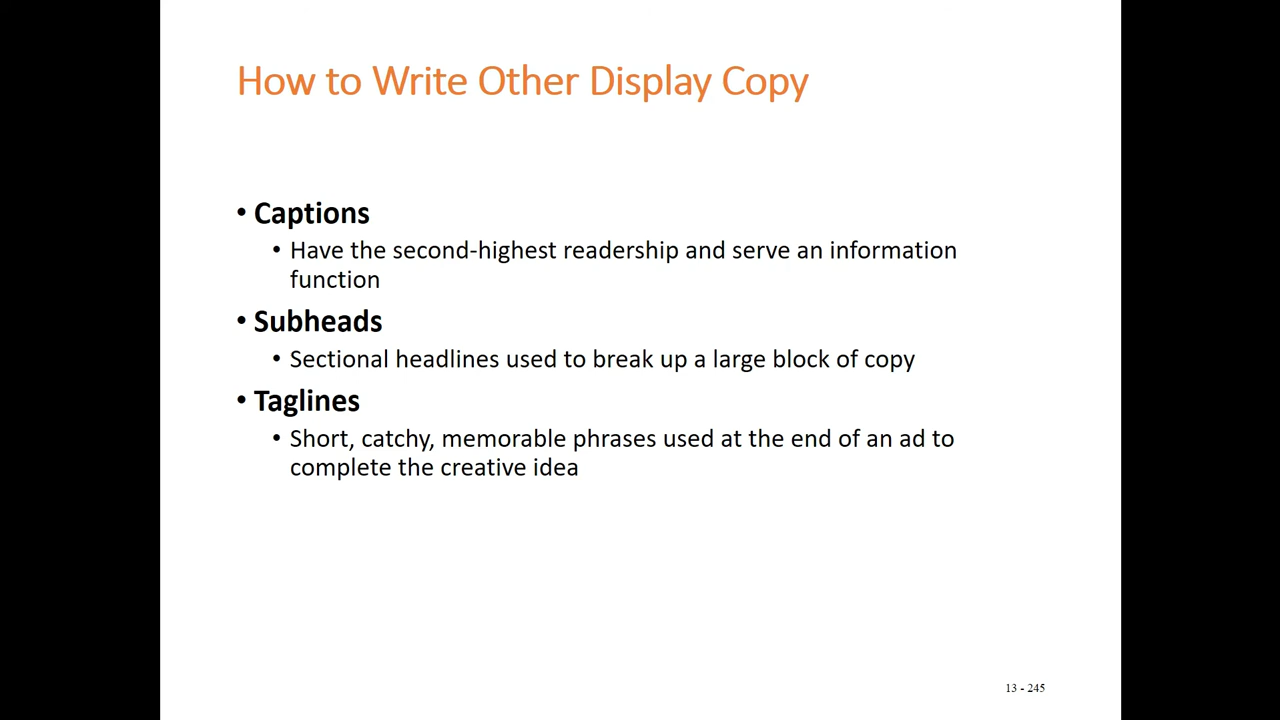 How to Write Other Display Copy
• Captions
• Have the second-highest readership and serve an information
function
• Subheads
• Sectional headlines used to break up a large block of copy
• Taglines
• Short, catchy, memorable phrases used at the end of an ad to
complete the creative idea
13 - 245